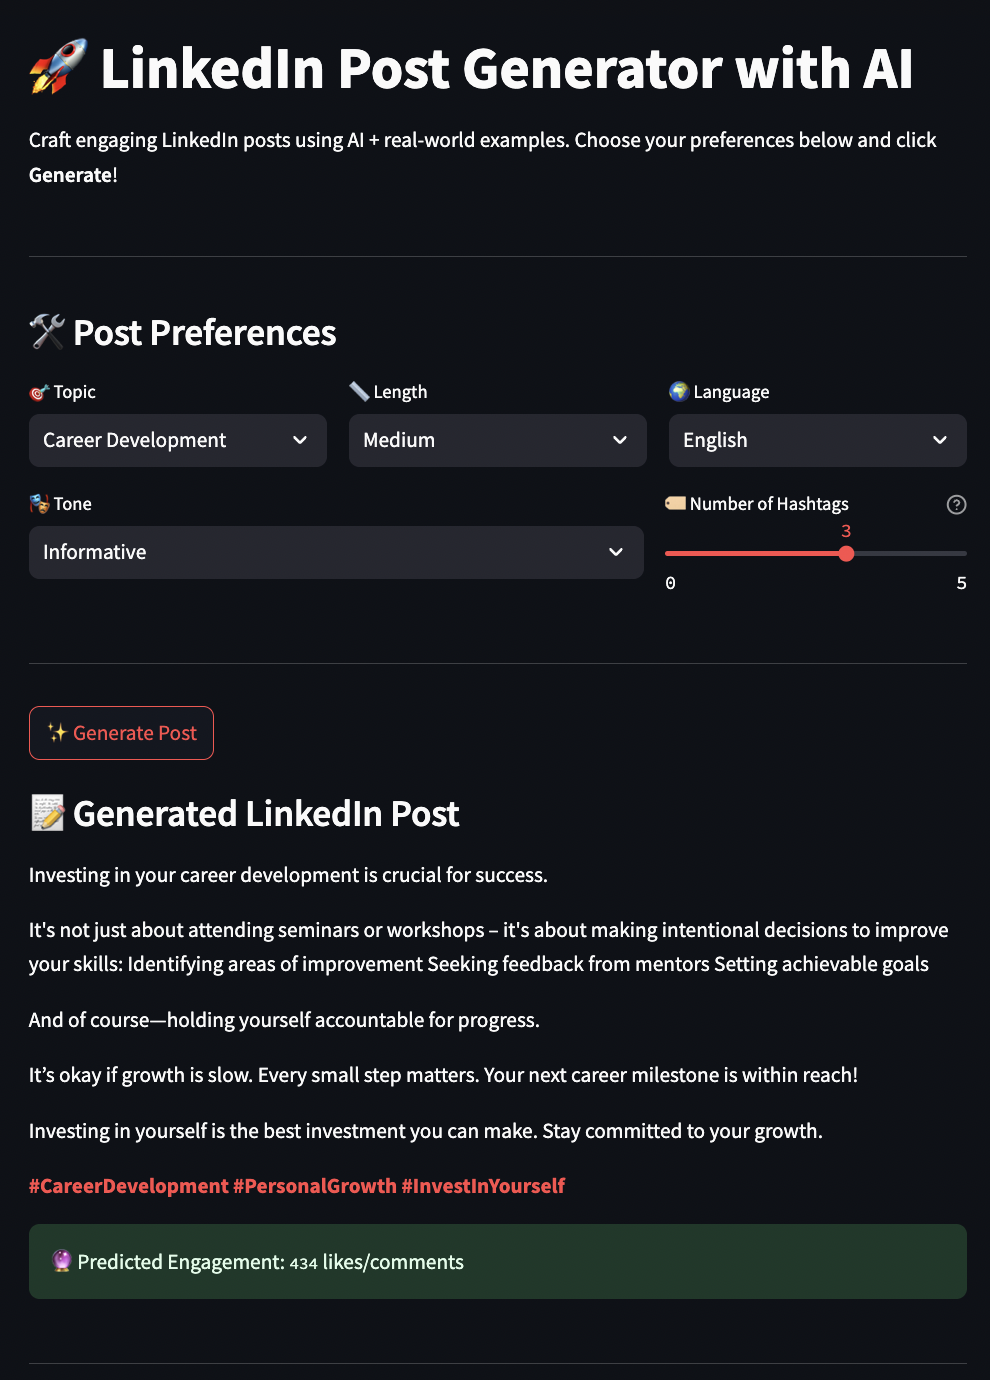 🚀 LinkedIn Post Generator with AI
Craft engaging LinkedIn posts using AI + real-world examples. Choose your preferences below and click
Generate!
🛠️ Post Preferences
🎯 Topic
📏 Length
🌍 Language
Career Development
Medium
English
🎭 Tone
🏷️ Number of Hashtags
?
Informative
3
0
5
✨ Generate Post
📝 Generated LinkedIn Post
Investing in your career development is crucial for success.
It's not just about attending seminars or workshops – it's about making intentional decisions to improve
your skills: Identifying areas of improvement Seeking feedback from mentors Setting achievable goals
And of course—holding yourself accountable for progress.
It’s okay if growth is slow. Every small step matters. Your next career milestone is within reach!
Investing in yourself is the best investment you can make. Stay committed to your growth.
#CareerDevelopment #PersonalGrowth #InvestInYourself
🔮 Predicted Engagement: 434 likes/comments